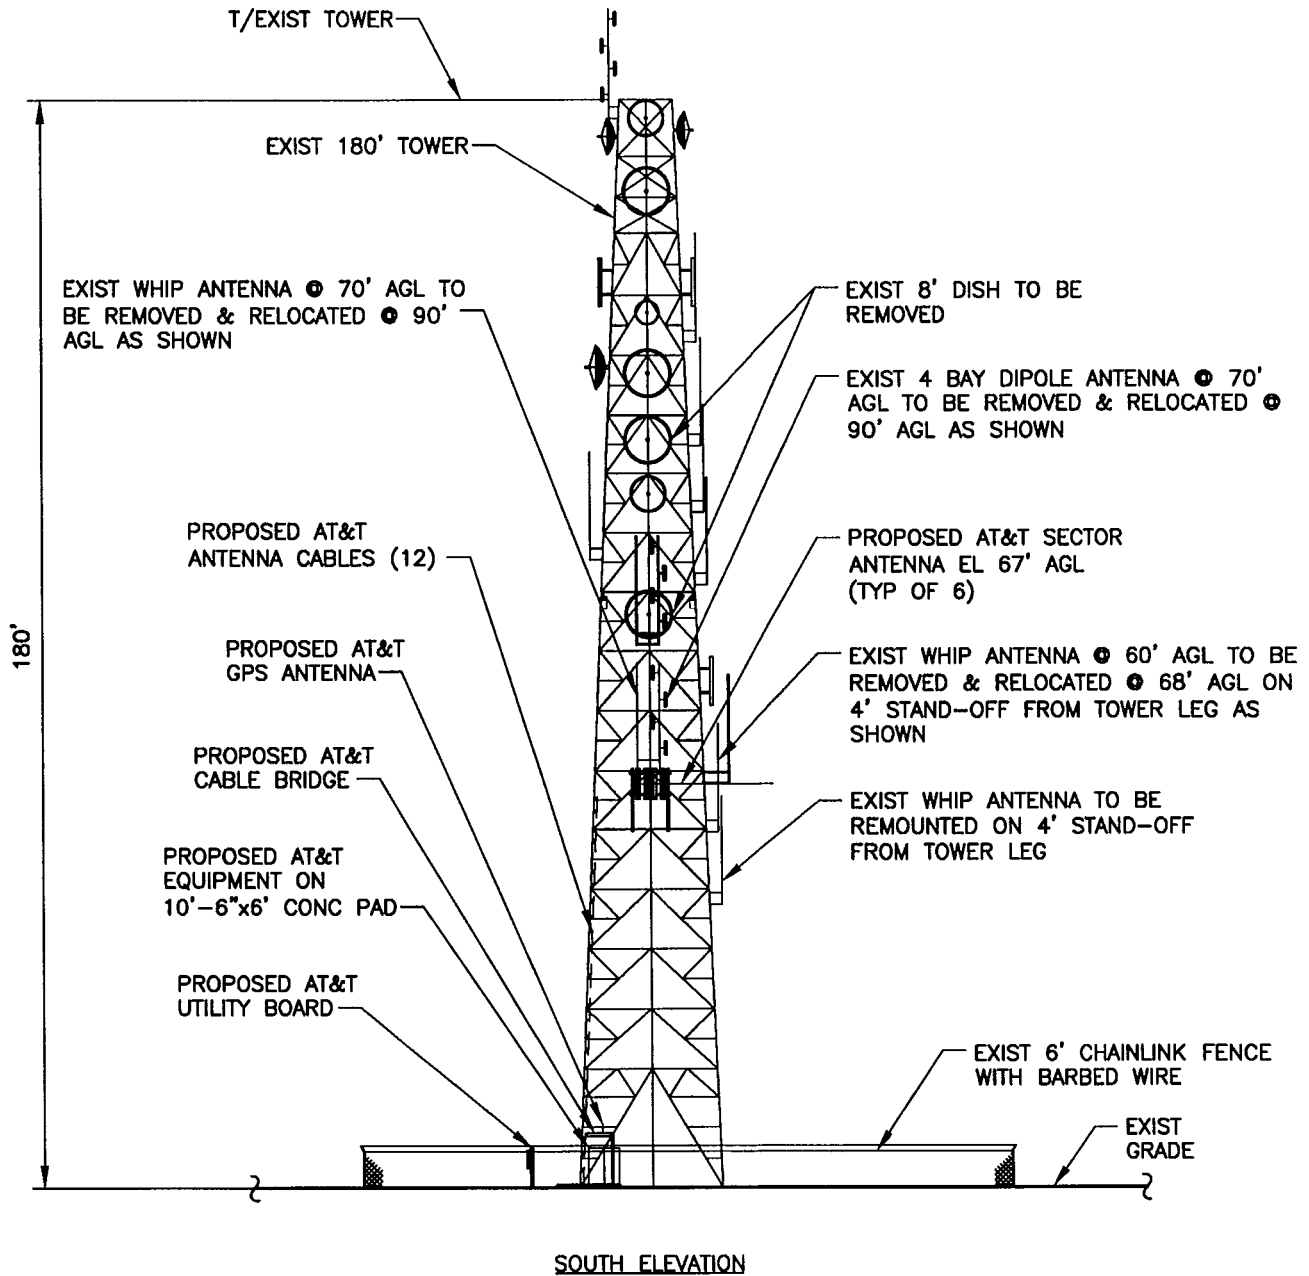 T/EXIST TOWER
EXIST 180' TOWER
EXIST WHIP ANTENNA @ 70' AGL TO
BE REMOVED & RELOCATED @ 90'
AGL AS SHOWN
EXIST 8' DISH TO BE
REMOVED
EXIST 4 BAY DIPOLE ANTENNA @ 70'
AGL TO BE REMOVED & RELOCATED @
90' AGL AS SHOWN
PROPOSED AT&T
ANTENNA CABLES (12)
PROPOSED AT&T SECTOR
ANTENNA EL 67' AGL
(TYP OF 6)
180'
PROPOSED AT&T
GPS ANTENNA
EXIST WHIP ANTENNA @ 60' AGL TO BE
REMOVED & RELOCATED @ 68' AGL ON
4' STAND-OFF FROM TOWER LEG AS
SHOWN
PROPOSED AT&T
CABLE BRIDGE
EXIST WHIP ANTENNA TO BE
REMOUNTED ON 4' STAND-OFF
FROM TOWER LEG
PROPOSED AT&T
EQUIPMENT ON
10'-6"x6' CONC PAD
PROPOSED AT&T
UTILITY BOARD
EXIST 6' CHAINLINK FENCE
WITH BARBED WIRE
EXIST
GRADE
SOUTH ELEVATION